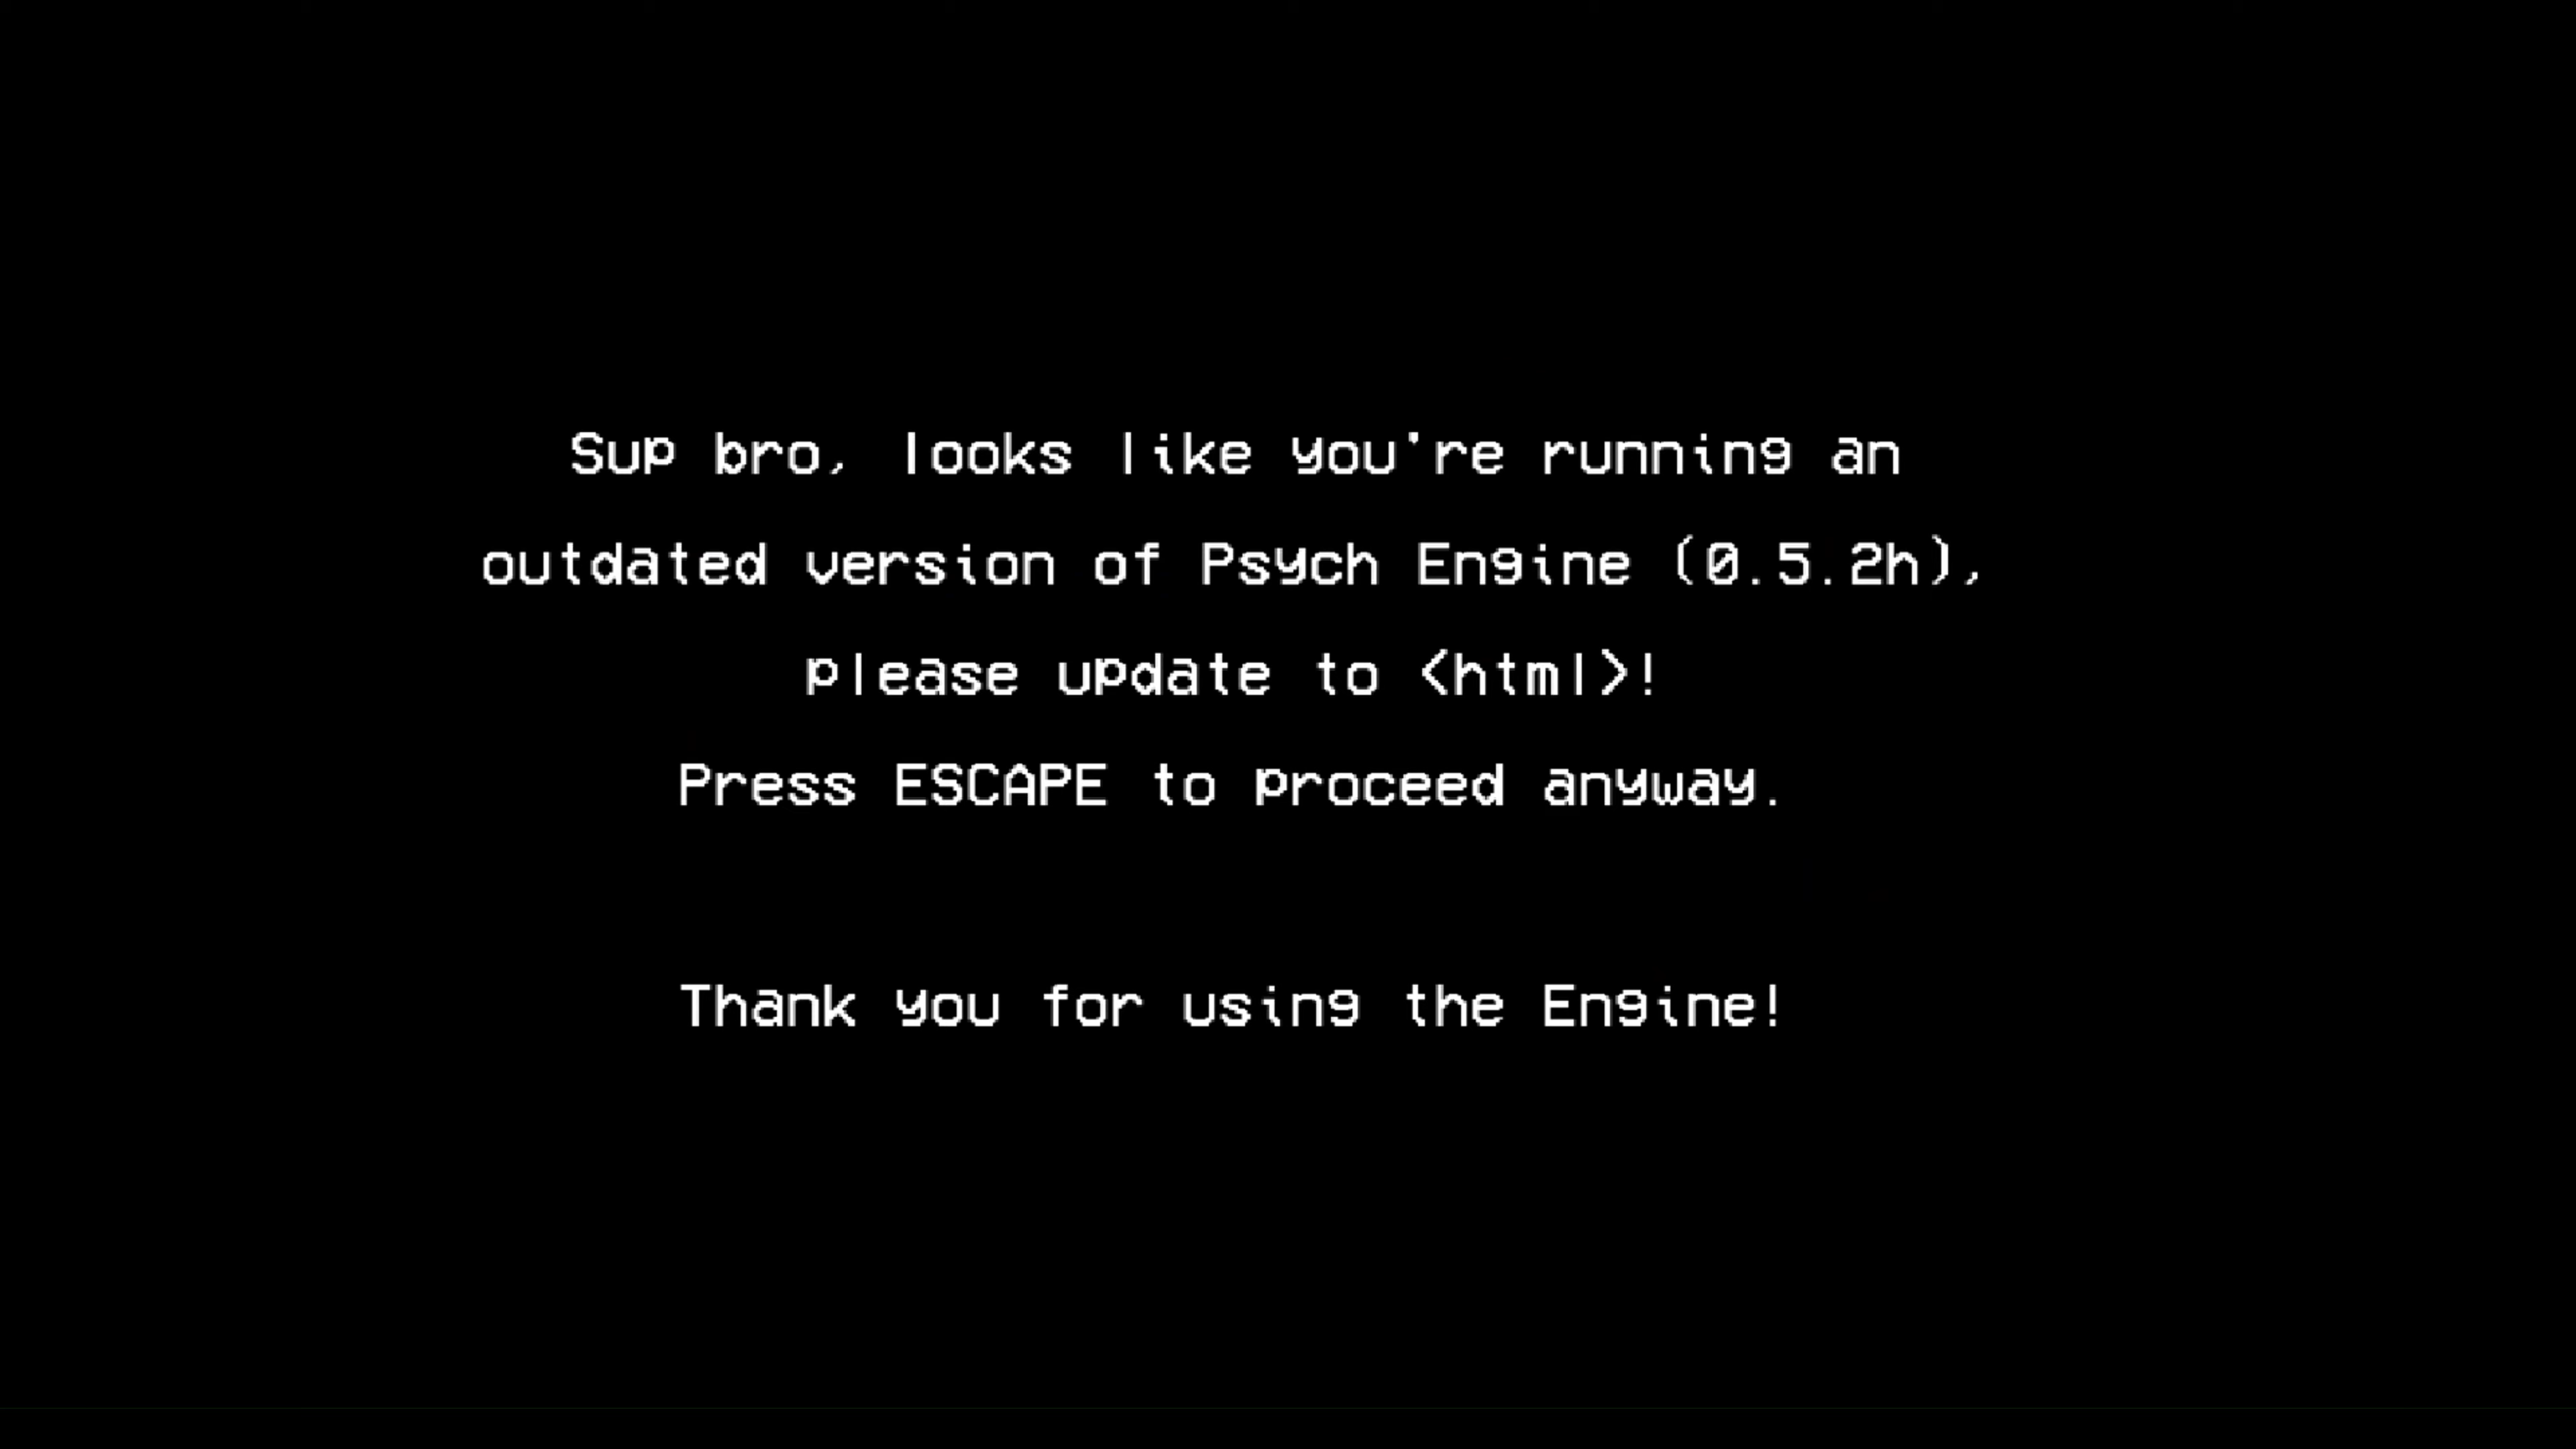 Sup bro, looks like you're running an
outdated version of Psych Engine (0.5.2h),
please update to <html>!
Press ESCAPE to proceed anyway.
Thank you for using the Engine!